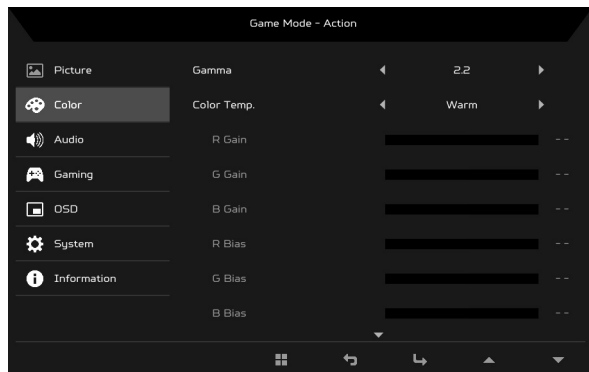 Game Mode - Action
Picture
Gamma 2.2
Color
Color Temp. Warm
Audio
R Gain --
Gaming
G Gain --
OSD
B Gain --
System
R Bias --
Information
G Bias --
B Bias --